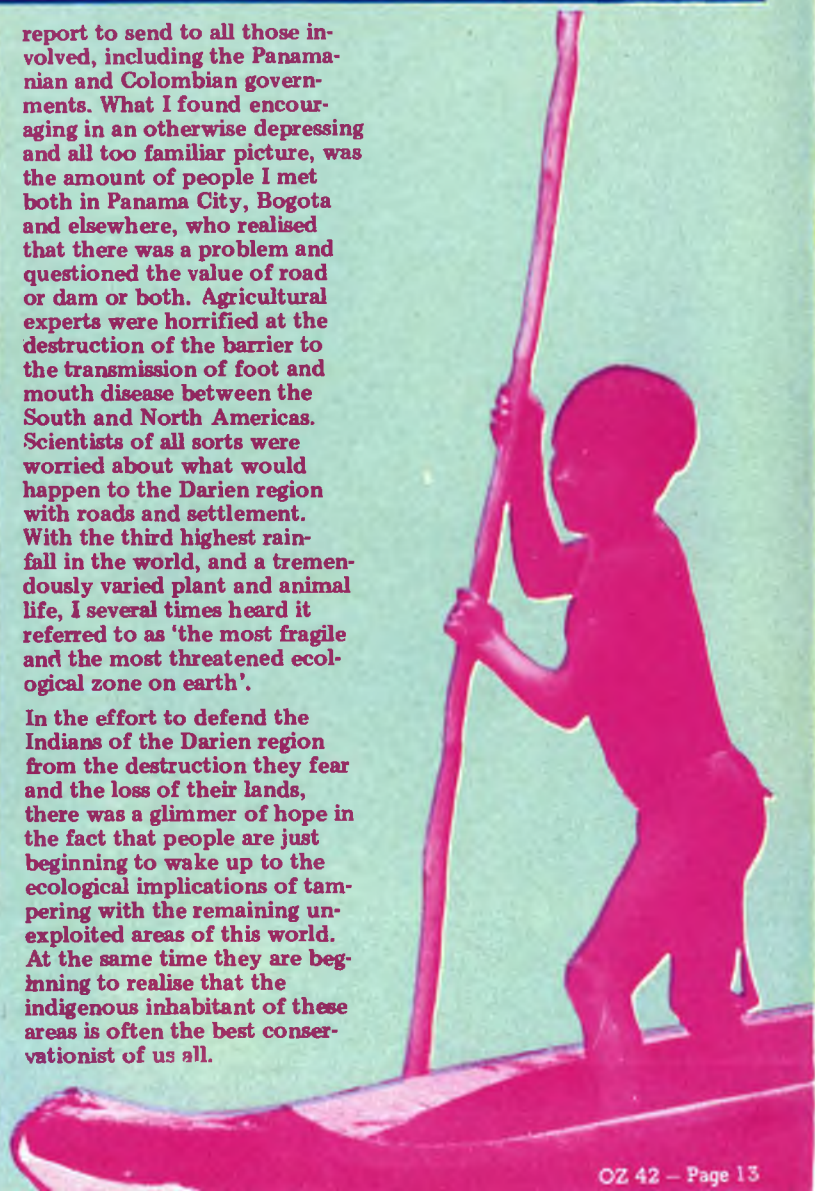 report to send to all those in-
volved, including the Panama-
nian and Colombian govern-
ments. What I found encour-
aging in an otherwise depressing
and all too familiar picture, was
the amount of people I met
both in Panama City, Bogota
and elsewhere, who realised
that there was a problem and
questioned the value of road
or dam or both. Agricultural
experts were horrified at the
destruction of the barrier to
the transmission of foot and
mouth disease between the
South and North Americas.
Scientists of all sorts were
worried about what would
happen to the Darien region
with roads and settlement.
With the third highest rain-
fall in the world, and a tremen-
dously varied plant and animal
life, I several times heard it
referred to as ‘the most fragile
and the most threatened ecol-
ogical zone on earth’.
In the effort to defend the
Indians of the Darien region
from the destruction they fear
and the loss of their lands,
there was a glimmer of hope in
the fact that people are just
beginning to wake up to the
ecological implications of tam-
pering with the remaining un-
exploited areas of this world.
At the same time they are beg-
inning to realise that the
indigenous inhabitant of these
areas is often the best conser-
vationist of us all.
OZ 42 – Page 13